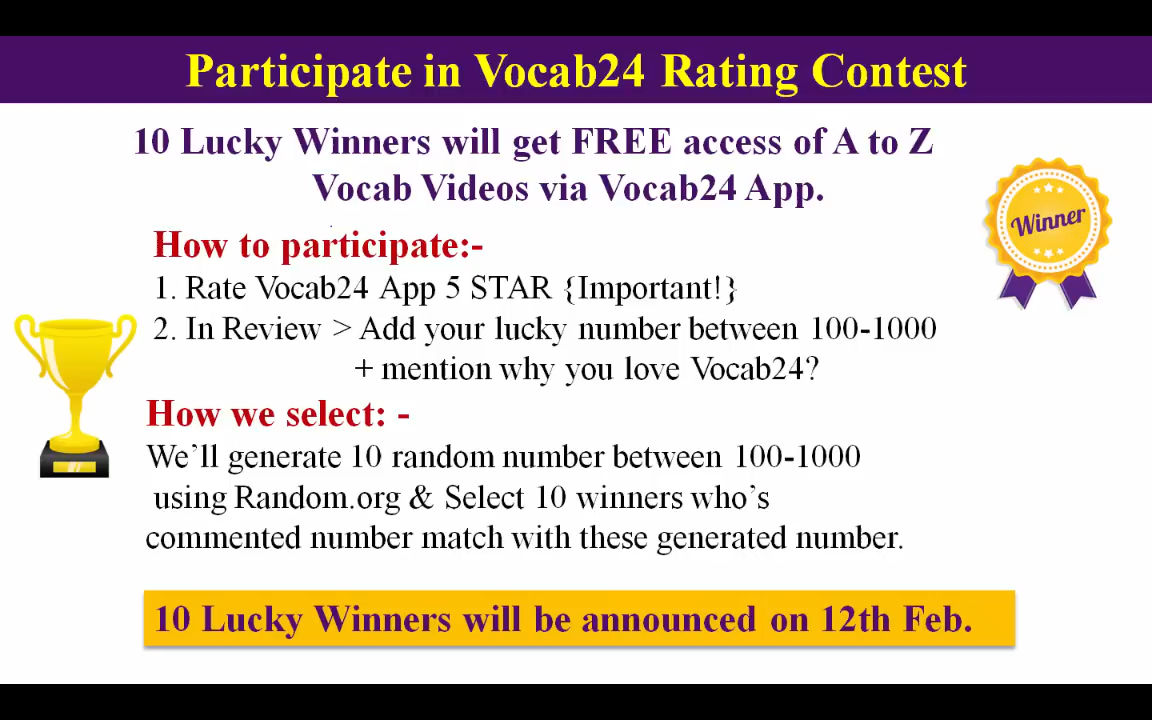 Participate in Vocab24 Rating Contest
10 Lucky Winners will get FREE access of A to Z
Vocab Videos via Vocab24 App.
Winner
How to participate:-
1. Rate Vocab24 App 5 STAR {Important!}
2. In Review > Add your lucky number between 100-1000
+ mention why you love Vocab24?
How we select: -
We’ll generate 10 random number between 100-1000
using Random.org & Select 10 winners who’s
commented number match with these generated number.
10 Lucky Winners will be announced on 12th Feb.